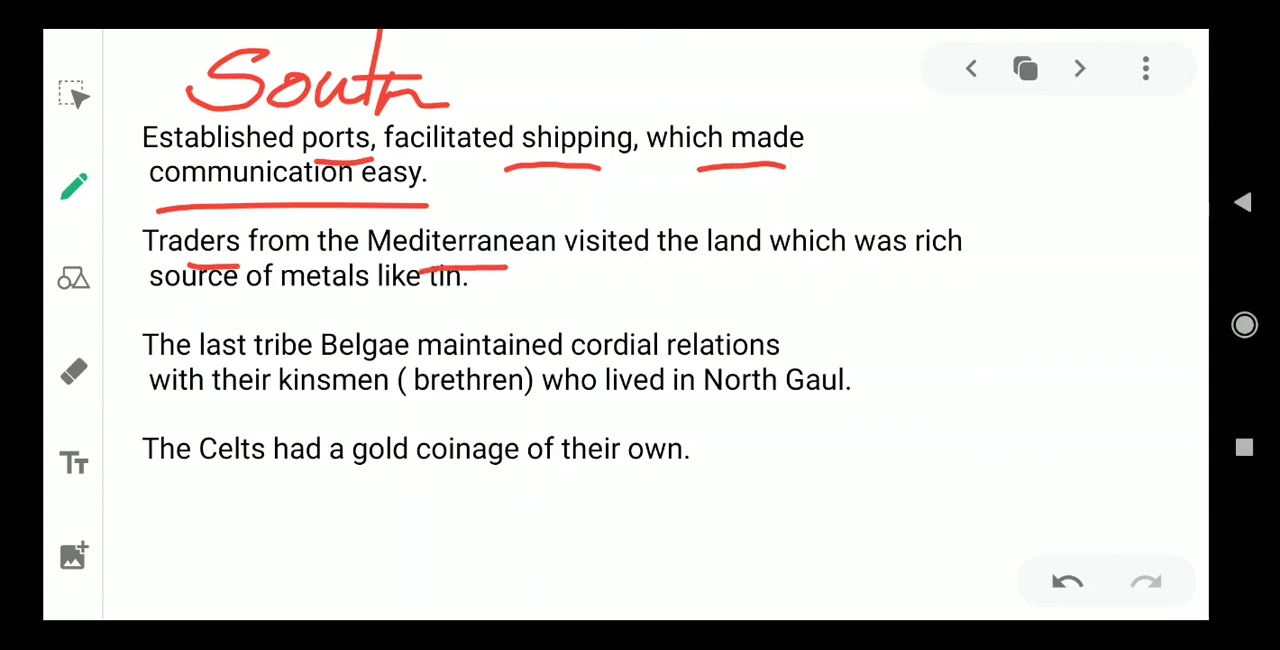 South
Established ports, facilitated shipping, which made
communication easy.
Traders from the Mediterranean visited the land which was rich
source of metals like tin.
The last tribe Belgae maintained cordial relations
with their kinsmen ( brethren) who lived in North Gaul.
The Celts had a gold coinage of their own.
TT